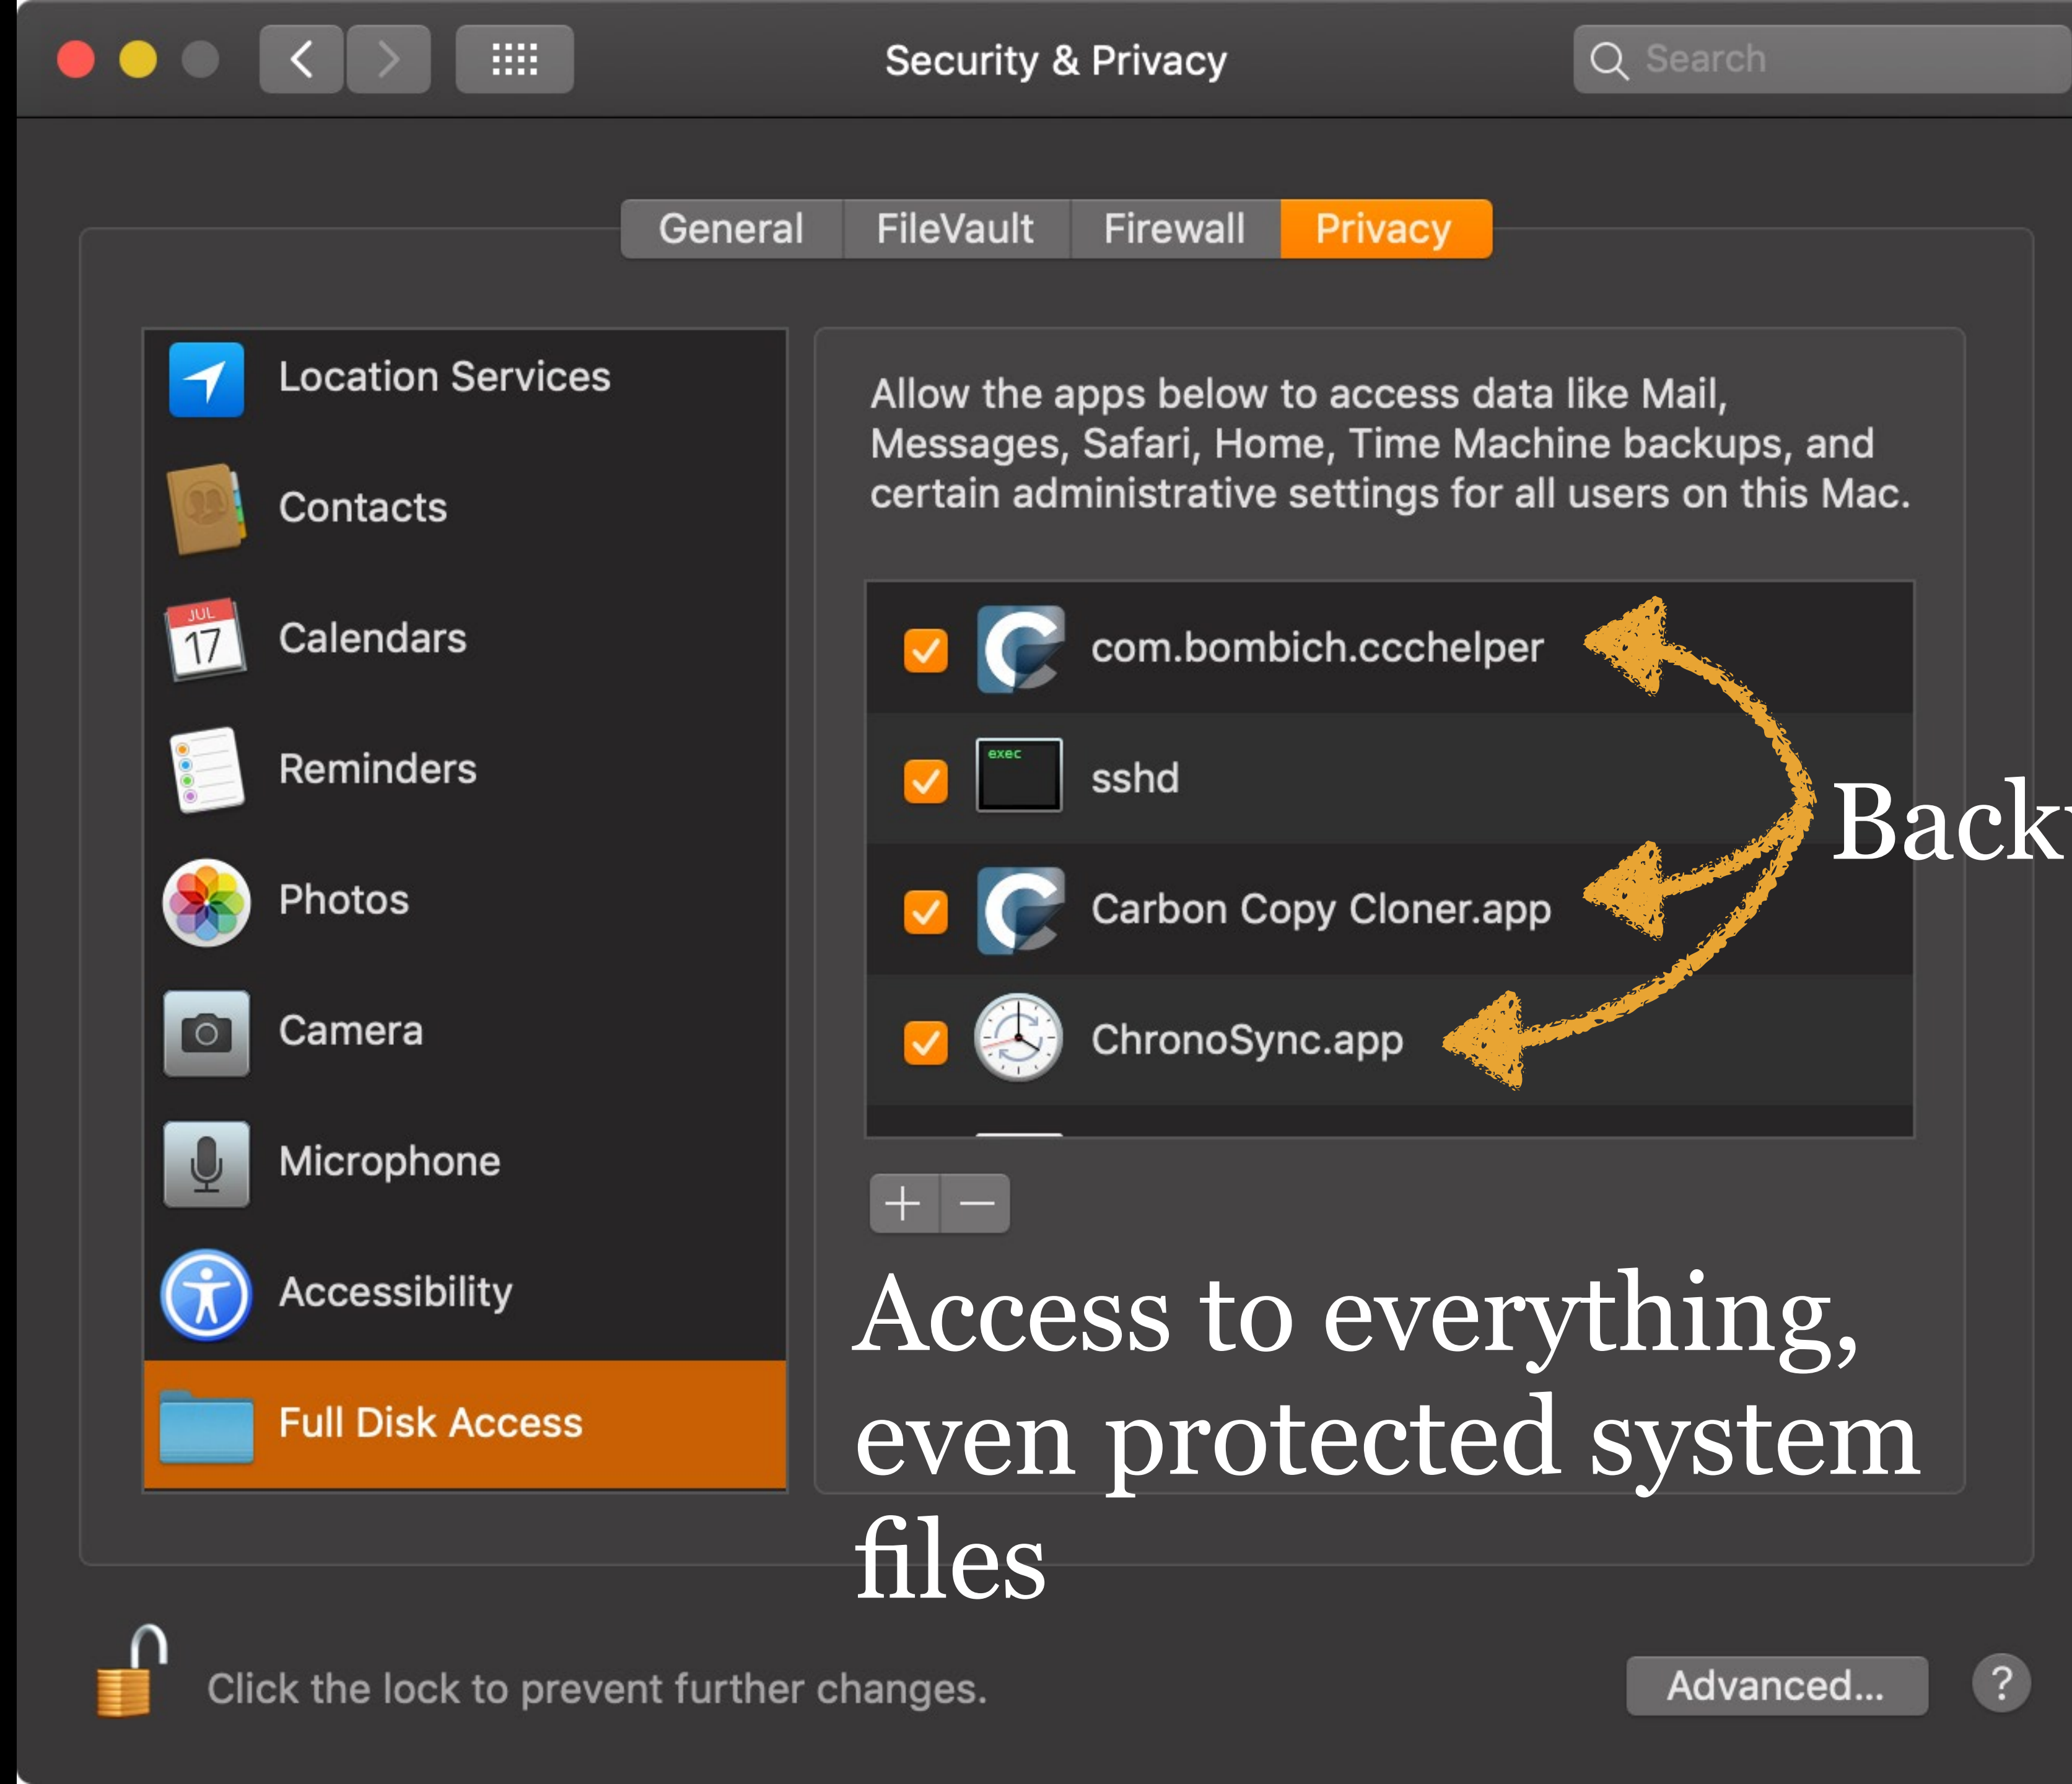 Security & Privacy
Search
General
FileVault
Firewall
Privacy
Location Services
Contacts
JUL
17
Calendars
Reminders
Photos
Camera
Microphone
Accessibility
Full Disk Access
Allow the apps below to access data like Mail,
Messages, Safari, Home, Time Machine backups, and
certain administrative settings for all users on this Mac.
com.bombich.ccchelper
exec
sshd
Carbon Copy Cloner.app
ChronoSync.app
Access to everything,
even protected system
files
Click the lock to prevent further changes.
Advanced...
?